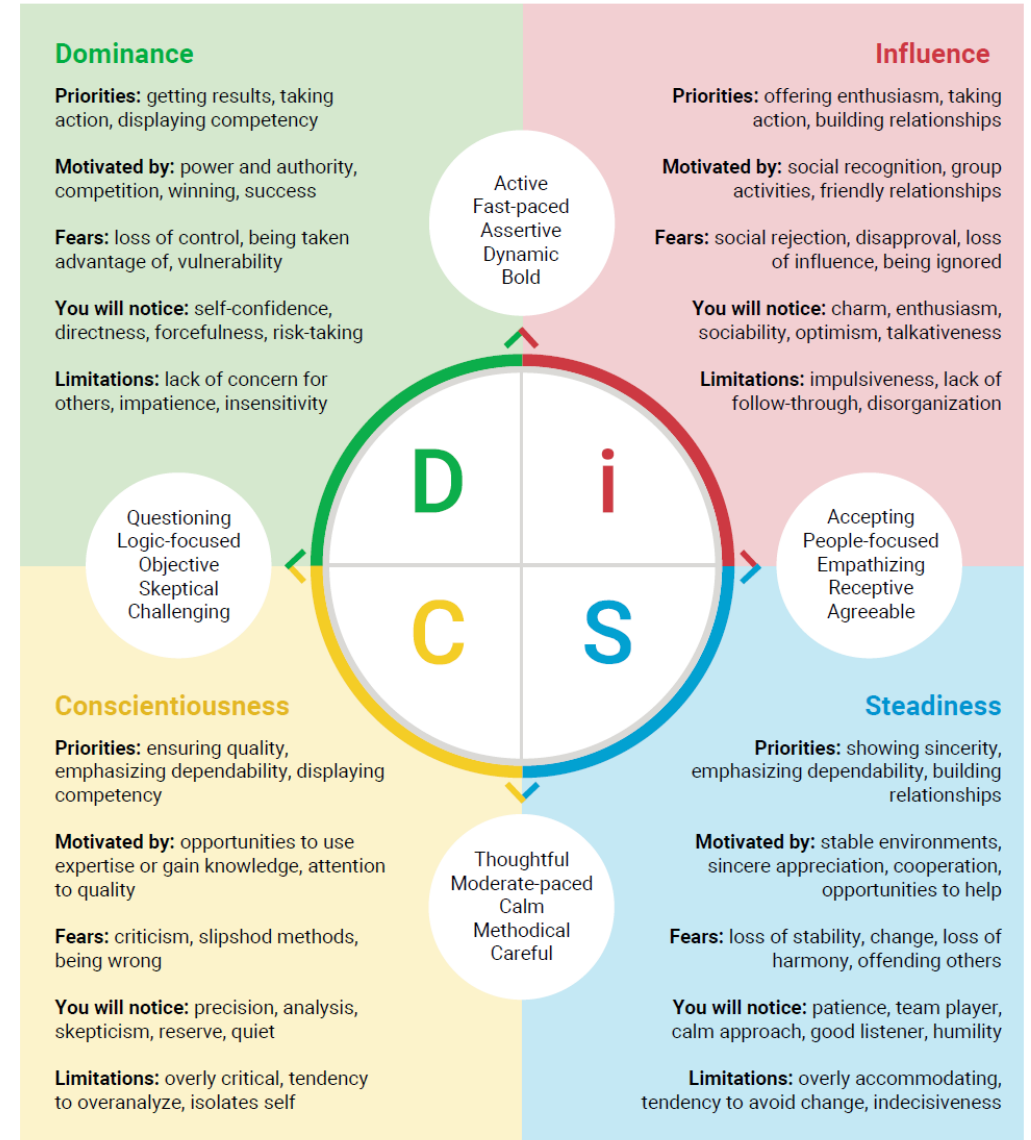 Dominance
Priorities: getting results, taking
action, displaying competency
Motivated by: power and authority,
competition, winning, success
Fears: loss of control, being taken
advantage of, vulnerability
You will notice: self-confidence,
directness, forcefulness, risk-taking
Limitations: lack of concern for
others, impatience, insensitivity
Influence
Priorities: offering enthusiasm, taking
action, building relationships
Motivated by: social recognition, group
activities, friendly relationships
Fears: social rejection, disapproval, loss
of influence, being ignored
You will notice: charm, enthusiasm,
sociability, optimism, talkativeness
Limitations: impulsiveness, lack of
follow-through, disorganization
Active
Fast-paced
Assertive
Dynamic
Bold
D
i
Questioning
Logic-focused
Objective
Skeptical
Challenging
Accepting
People-focused
Empathizing
Receptive
Agreeable
C
S
Conscientiousness
Priorities: ensuring quality,
emphasizing dependability, displaying
competency
Motivated by: opportunities to use
expertise or gain knowledge, attention
to quality
Fears: criticism, slipshod methods,
being wrong
You will notice: precision, analysis,
skepticism, reserve, quiet
Limitations: overly critical, tendency
to overanalyze, isolates self
Thoughtful
Moderate-paced
Calm
Methodical
Careful
Steadiness
Priorities: showing sincerity,
emphasizing dependability, building
relationships
Motivated by: stable environments,
sincere appreciation, cooperation,
opportunities to help
Fears: loss of stability, change, loss of
harmony, offending others
You will notice: patience, team player,
calm approach, good listener, humility
Limitations: overly accommodating,
tendency to avoid change, indecisiveness